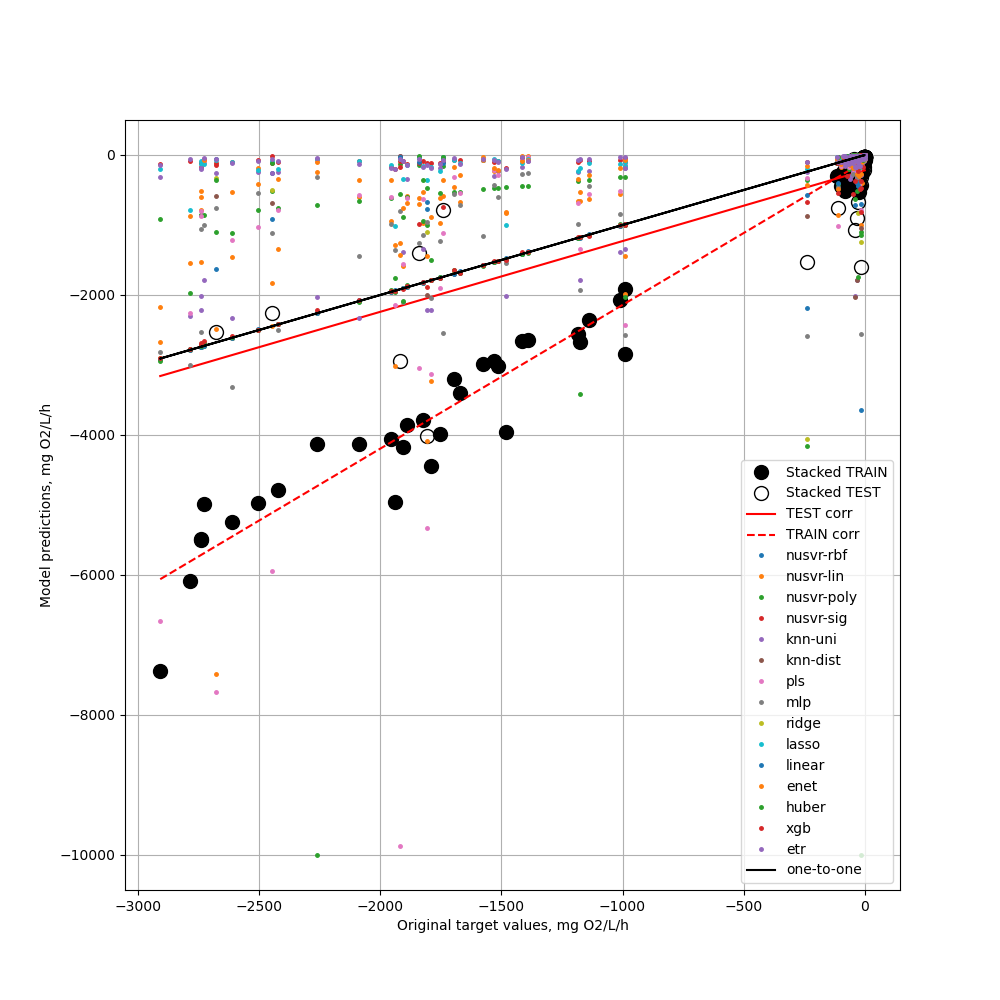 0
−2000
−4000
−6000
−8000
−10000
Model predictions, mg O2/L/h
−3000
−2500
−2000
−1500
−1000
−500
0
Original target values, mg O2/L/h
Stacked TRAIN
Stacked TEST
TEST corr
TRAIN corr
nusvr-rbf
nusvr-lin
nusvr-poly
nusvr-sig
knn-uni
knn-dist
pls
mlp
ridge
lasso
linear
enet
huber
xgb
etr
one-to-one